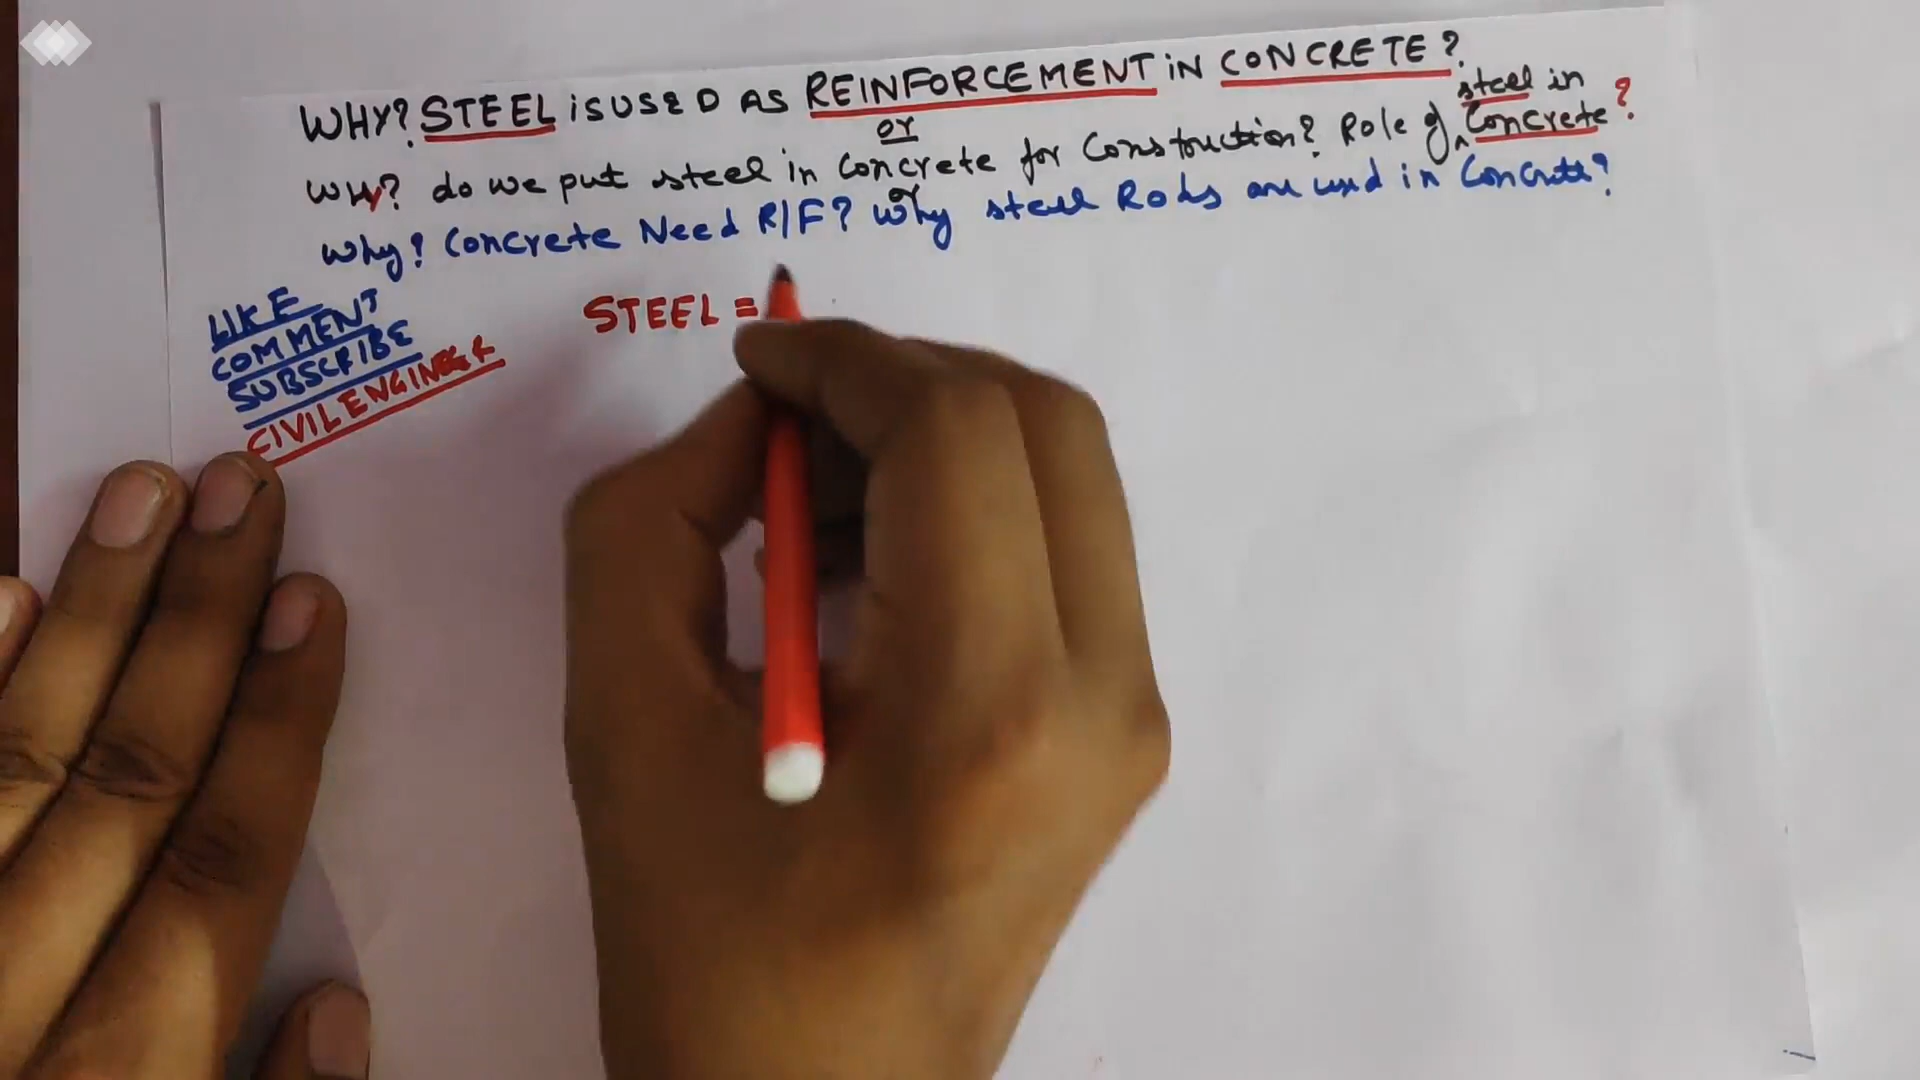 WHY? STEEL is USED AS REINFORCEMENT iN CONCRETE?
or
steel in
Why? do we put steel in Concrete for Construction? Role of ^ Concrete?
or
Why? Concrete Need R/F? Why steel Rods are used in Concrete?
LIKE
COMMENT
SUBSCRIBE
CIVIL ENGINEER
STEEL =